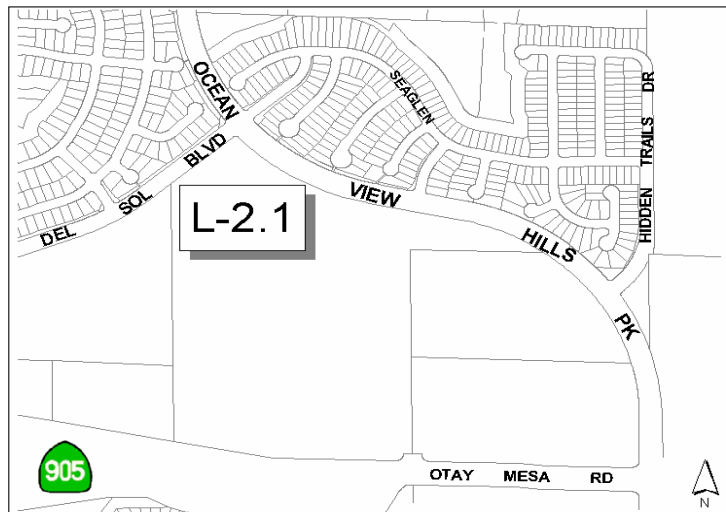 OCEAN VIEW HILLS PK
SEAGLEN
HIDDEN TRAILS DR
DEL SOL BLVD
L-2.1
905
OTAY MESA RD
N